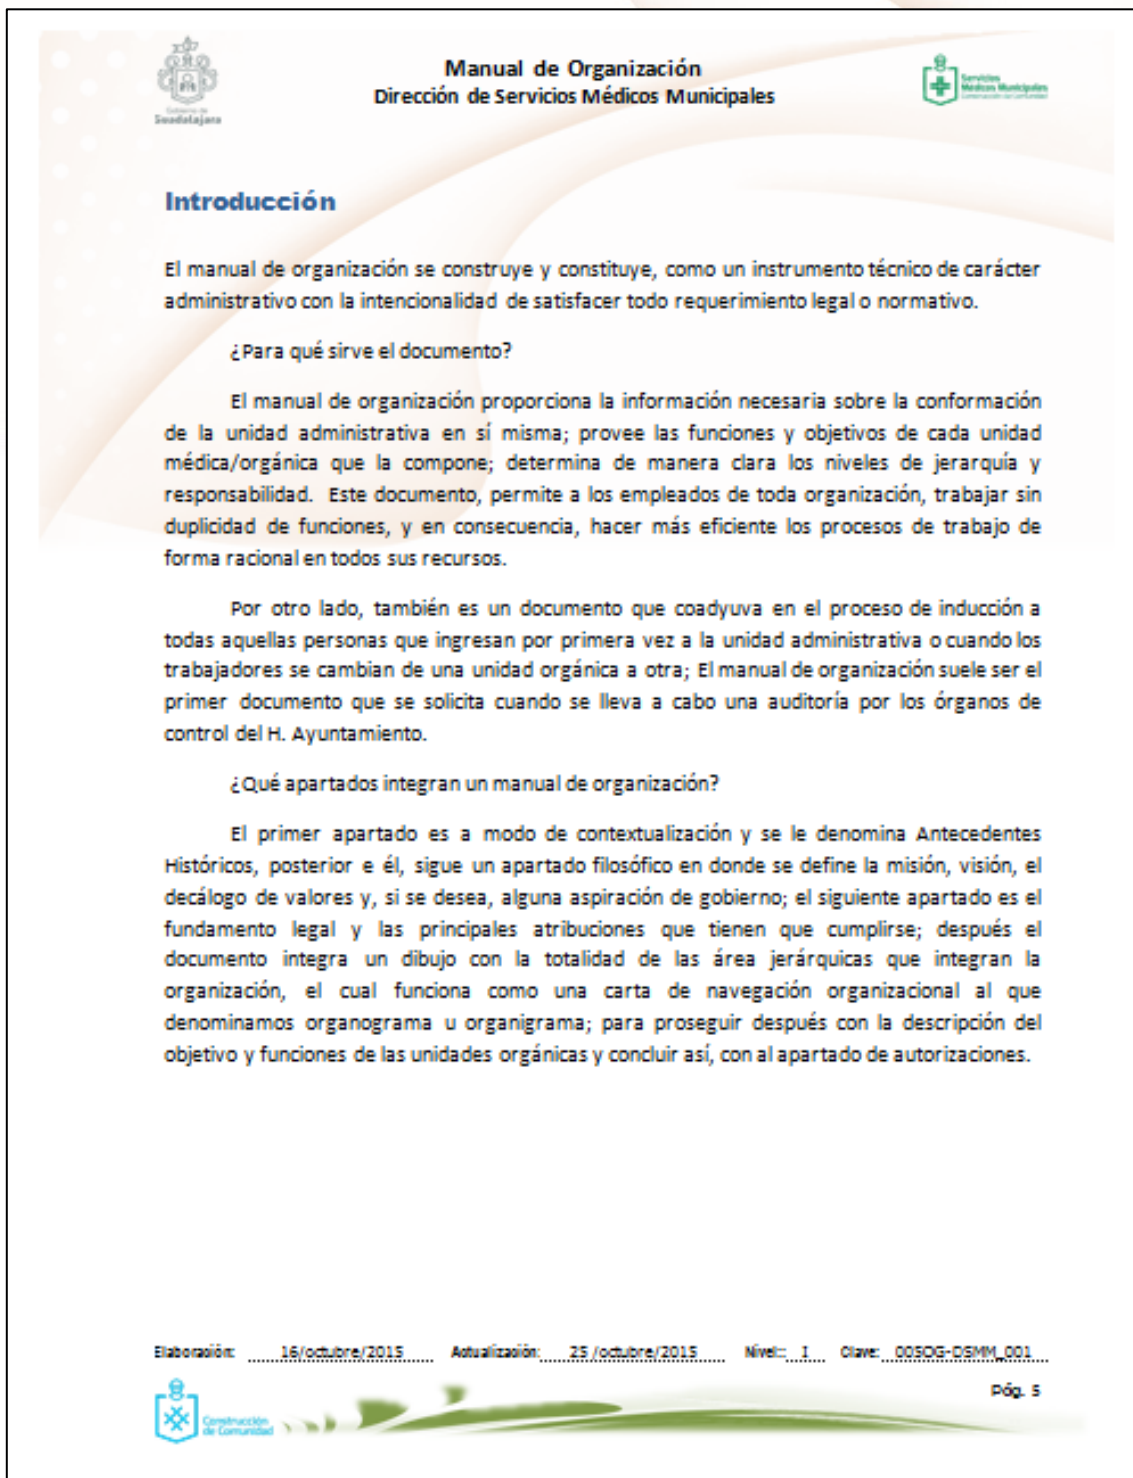 Manual de Organización
Dirección de Servicios Médicos Municipales
Gobierno de
Guadalajara
Servicios
Médicos Municipales
Construcción de Comunidad
Introducción
El manual de organización se construye y constituye, como un instrumento técnico de carácter
administrativo con la intencionalidad de satisfacer todo requerimiento legal o normativo.
¿Para qué sirve el documento?
El manual de organización proporciona la información necesaria sobre la conformación
de la unidad administrativa en sí misma; provee las funciones y objetivos de cada unidad
médica/orgánica que la compone; determina de manera clara los niveles de jerarquía y
responsabilidad. Este documento, permite a los empleados de toda organización, trabajar sin
duplicidad de funciones, y en consecuencia, hacer más eficiente los procesos de trabajo de
forma racional en todos sus recursos.
Por otro lado, también es un documento que coadyuva en el proceso de inducción a
todas aquellas personas que ingresan por primera vez a la unidad administrativa o cuando los
trabajadores se cambian de una unidad orgánica a otra; El manual de organización suele ser el
primer documento que se solicita cuando se lleva a cabo una auditoría por los órganos de
control del H. Ayuntamiento.
¿Qué apartados integran un manual de organización?
El primer apartado es a modo de contextualización y se le denomina Antecedentes
Históricos, posterior e él, sigue un apartado filosófico en donde se define la misión, visión, el
decálogo de valores y, si se desea, alguna aspiración de gobierno; el siguiente apartado es el
fundamento legal y las principales atribuciones que tienen que cumplirse; después el
documento integra un dibujo con la totalidad de las área jerárquicas que integran la
organización, el cual funciona como una carta de navegación organizacional al que
denominamos organograma u organigrama; para proseguir después con la descripción del
objetivo y funciones de las unidades orgánicas y concluir así, con al apartado de autorizaciones.
Elaboración: 16/octubre/2015 Actualización: 25 /octubre/2015 Nivel:: I Clave: 005OG-DSMM_001
Pág. 5
Construcción
de Comunidad